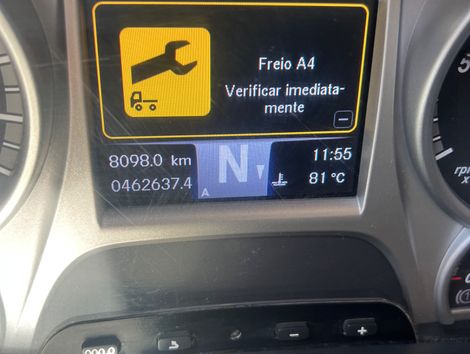 Freio A4
Verificar imediata-
mente
8098.0 km
N
11:55
0462637.4
A
81 °C